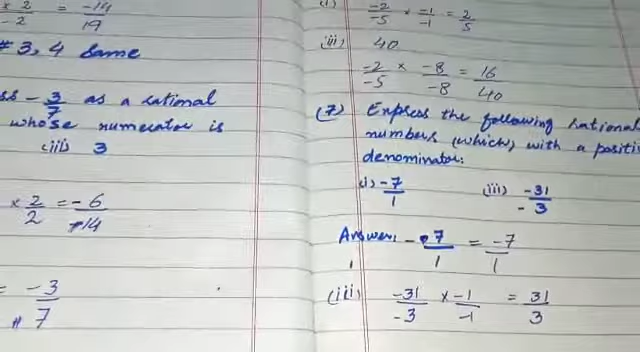 × 2/-2 = -14/19
# 3, 4 Same
ss - 3/7 as a rational
whose numerator is
(iii) 3
× 2/2 = -6/14
= -3/7
(i) -2/-5 × -1/-1 = 2/5
(iii) 40
-2/-5 × -8/-8 = 16/40
(7) Express the following rational
numbers (which) with a positi
denominator:
(i) -7/1 (iii) -31/-3
Answer: -7/1 = -7/1
(iii) -31/-3 × -1/-1 = 31/3